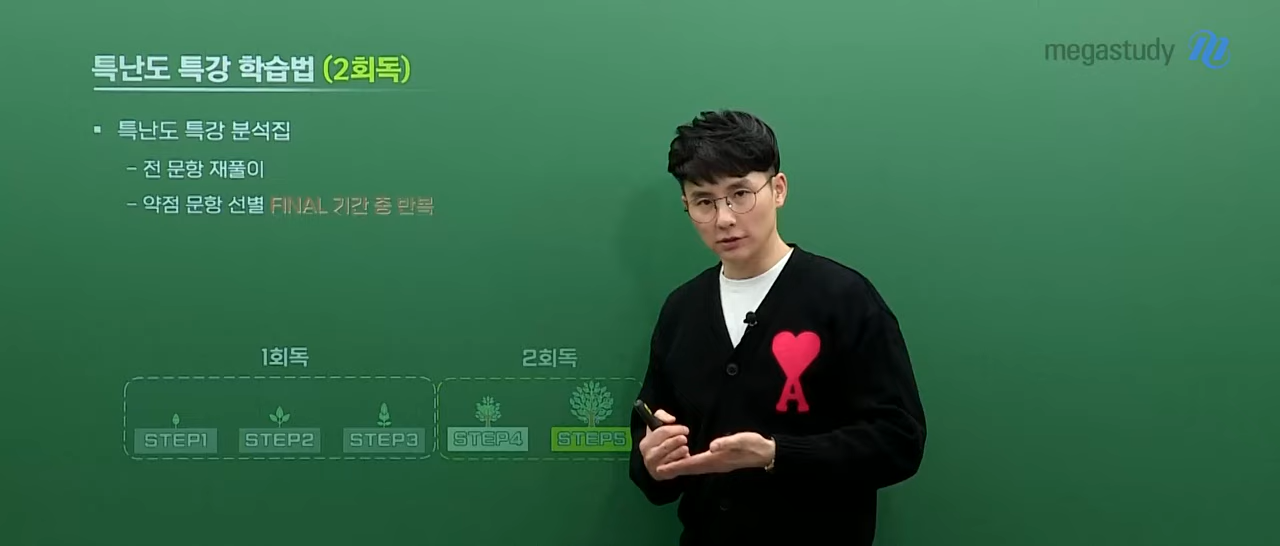 특난도 특강 학습법 (2회독)
megastudy
▪ 특난도 특강 분석집
– 전 문항 재풀이
– 약점 문항 선별 FINAL 기간 중 반복
1회독
2회독
STEP1
STEP2
STEP3
STEP4
STEP5
A